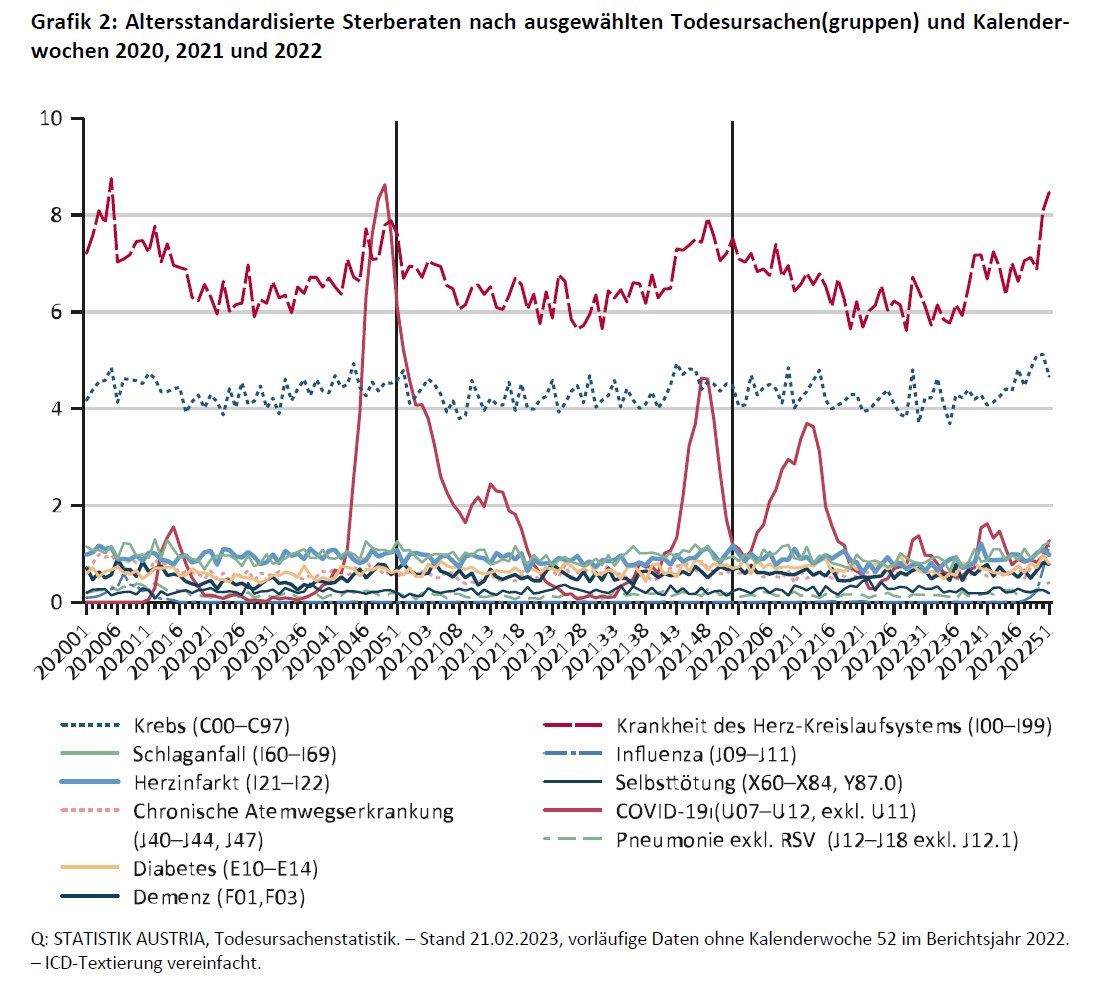 Grafik 2: Altersstandardisierte Sterberaten nach ausgewählten Todesursachen(gruppen) und Kalender-
wochen 2020, 2021 und 2022
10
8
6
4
2
0
202001 202006 202011 202016 202021 202026 202031 202036 202041 202046 202051 202103 202108 202113 202118 202123 202128 202133 202138 202143 202148 202201 202206 202211 202216 202221 202226 202231 202236 202241 202246 202251
Krebs (C00–C97)
Schlaganfall (I60–I69)
Herzinfarkt (I21–I22)
Chronische Atemwegserkrankung
(J40–J44, J47)
Diabetes (E10–E14)
Demenz (F01,F03)
Krankheit des Herz-Kreislaufsystems (I00–I99)
Influenza (J09–J11)
Selbsttötung (X60–X84, Y87.0)
COVID-19ı(U07–U12, exkl. U11)
Pneumonie exkl. RSV (J12–J18 exkl. J12.1)
Q: STATISTIK AUSTRIA, Todesursachenstatistik. – Stand 21.02.2023, vorläufige Daten ohne Kalenderwoche 52 im Berichtsjahr 2022.
– ICD-Textierung vereinfacht.